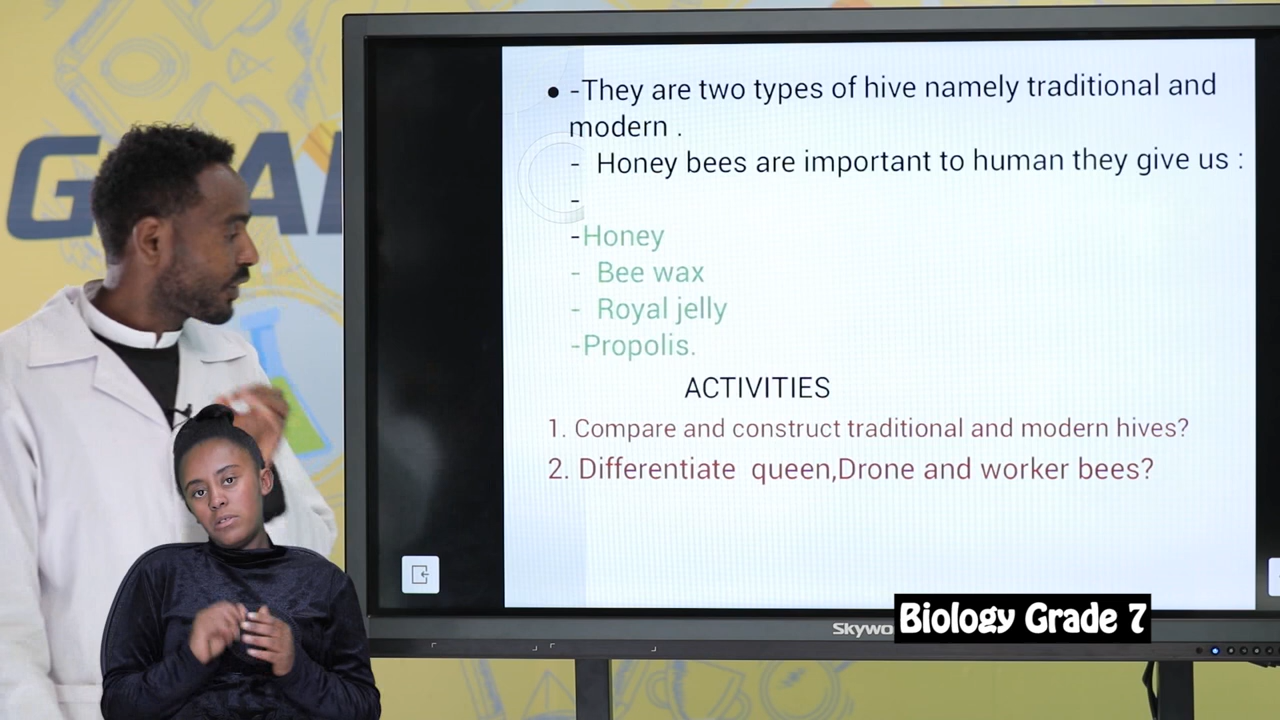 • -They are two types of hive namely traditional and
modern .
- Honey bees are important to human they give us :
-
-Honey
- Bee wax
- Royal jelly
-Propolis.
ACTIVITIES
1. Compare and construct traditional and modern hives?
2. Differentiate queen,Drone and worker bees?
Biology Grade 7